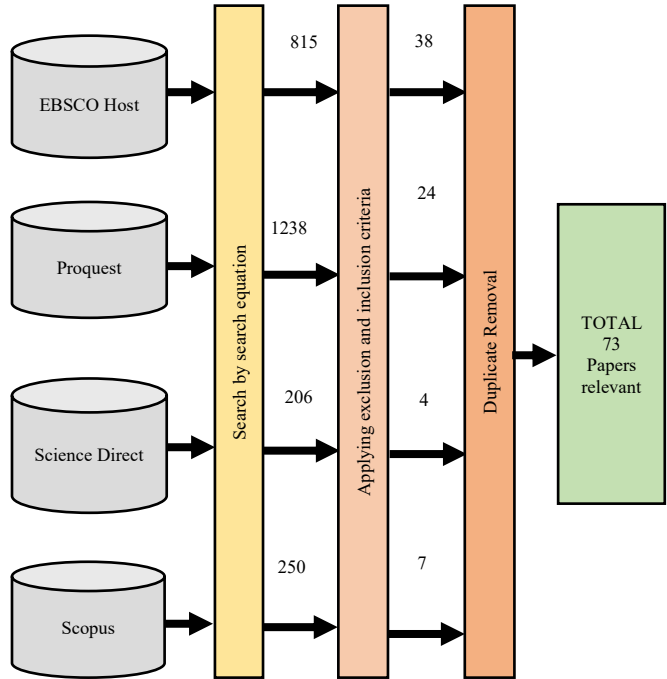 815
38
EBSCO Host
24
1238
Proquest
Search by search equation
Applying exclusion and inclusion criteria
Duplicate Removal
TOTAL
73
Papers
relevant
206
4
Science Direct
250
7
Scopus